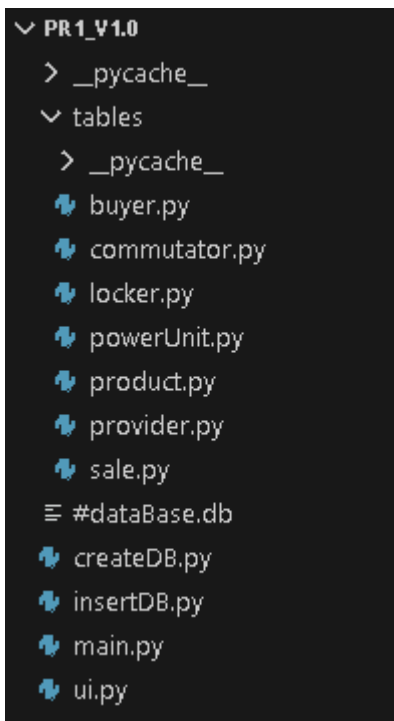 PR1_V1.0
__pycache__
tables
__pycache__
buyer.py
commutator.py
locker.py
powerUnit.py
product.py
provider.py
sale.py
#dataBase.db
createDB.py
insertDB.py
main.py
ui.py